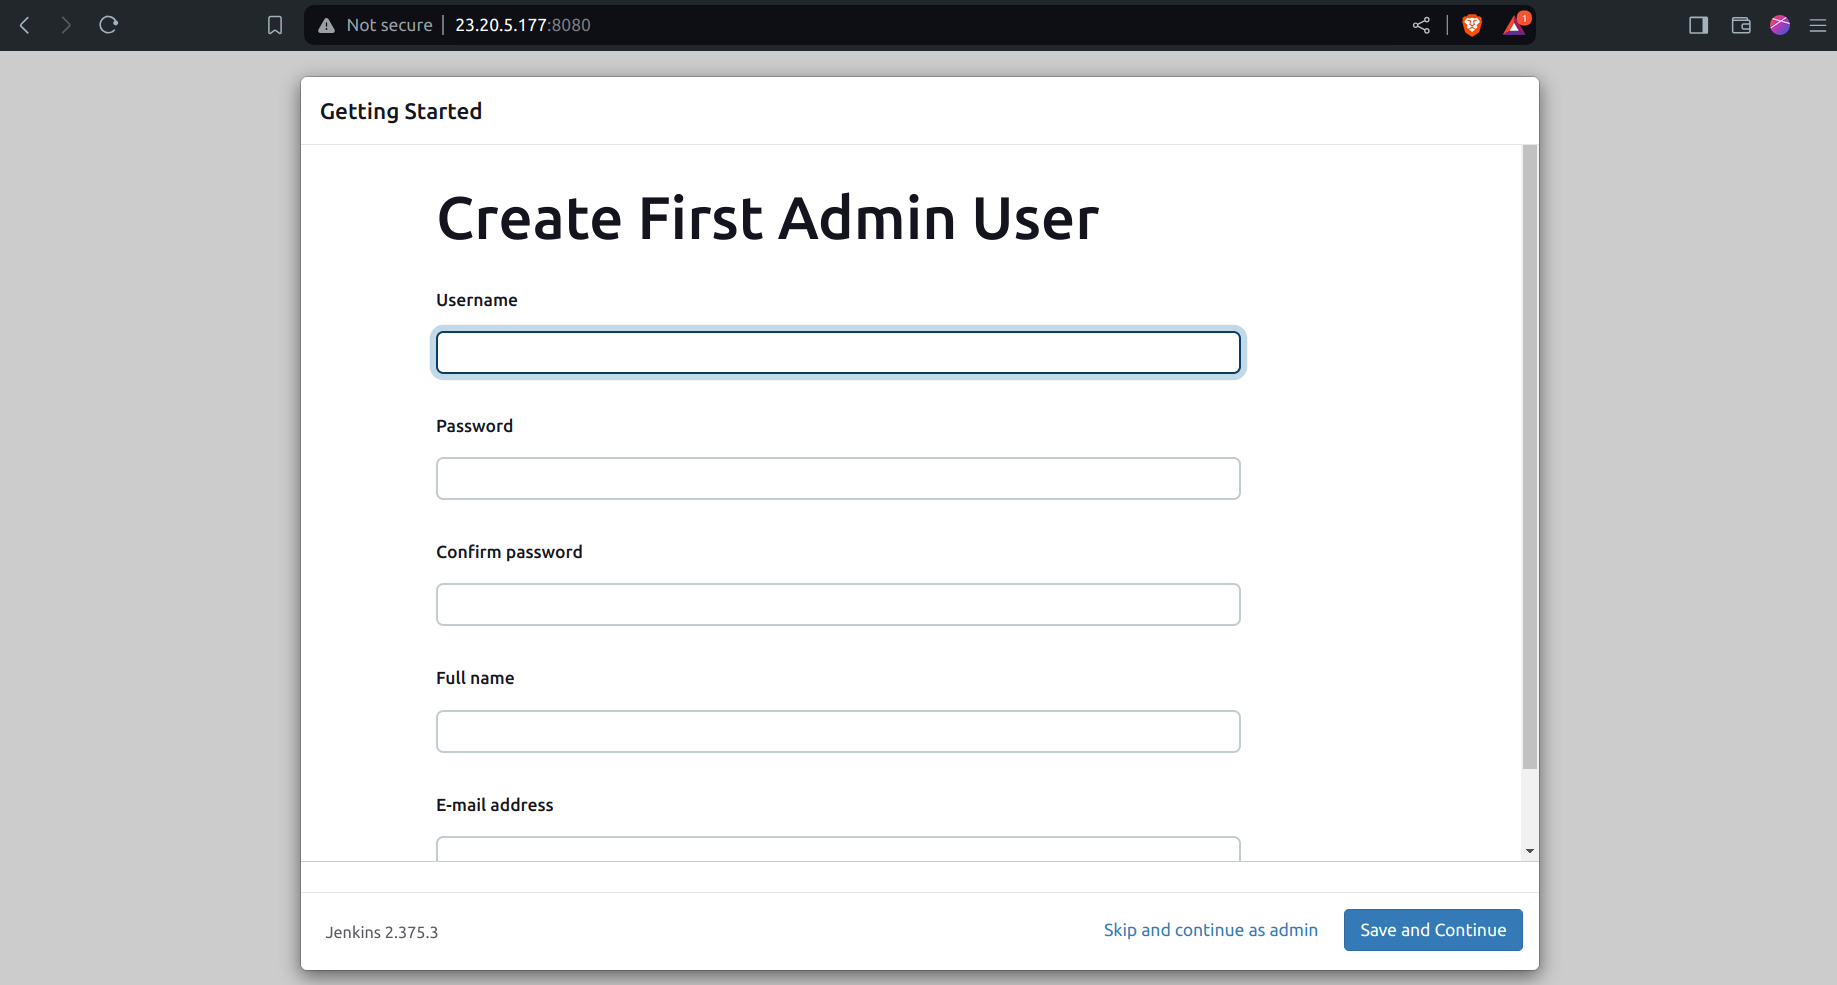 Not secure | 23.20.5.177:8080
1
Getting Started
Create First Admin User
Username
Password
Confirm password
Full name
E-mail address
Jenkins 2.375.3
Skip and continue as admin
Save and Continue